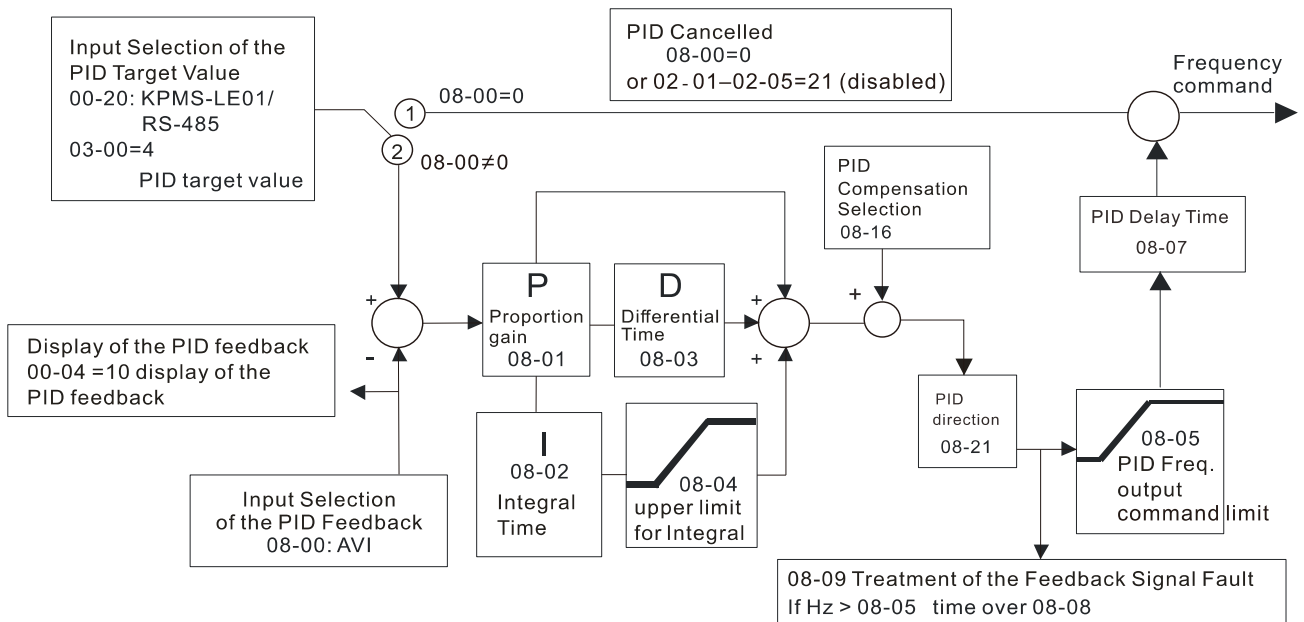 Input Selection of the
PID Target Value
00-20: KPMS-LE01/
RS-485
03-00=4
PID target value
PID Cancelled
08-00=0
or 02-01–02-05=21 (disabled)
Frequency
command
1
08-00=0
2
08-00≠0
PID
Compensation
Selection
08-16
PID Delay Time
08-07
+
-
P
Proportion
gain
08-01
D
Differential
Time
08-03
+
+
+
Display of the PID feedback
00-04 =10 display of the
PID feedback
I
08-02
Integral
Time
08-04
upper limit
for Integral
PID
direction
08-21
08-05
PID Freq.
output
command limit
Input Selection
of the PID Feedback
08-00: AVI
08-09 Treatment of the Feedback Signal Fault
If Hz > 08-05 time over 08-08